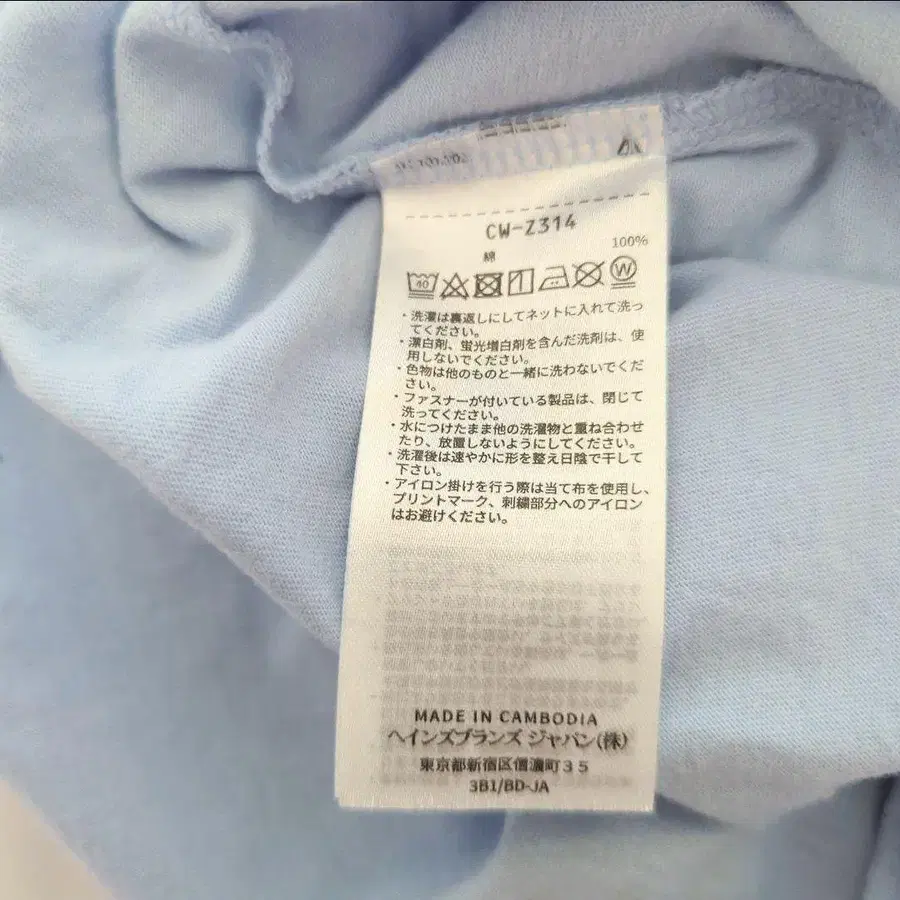 CW-Z314
綿 100%
40 W
・洗濯は裏返しにしてネットに入れて洗っ
てください。
・漂白剤、蛍光増白剤を含んだ洗剤は、使
用しないでください。
・色物は他のものと一緒に洗わないでくだ
さい。
・ファスナーが付いている製品は、閉じて
洗ってください。
・水につけたまま他の洗濯物と重ね合わせ
たり、放置しないようにしてください。
・洗濯後は速やかに形を整え日陰で干して
下さい。
・アイロン掛けを行う際は当て布を使用し、
プリントマーク、刺繍部分へのアイロン
はお避けください。
MADE IN CAMBODIA
ヘインズブランズ ジャパン(株)
東京都新宿区信濃町35
3B1/BD-JA